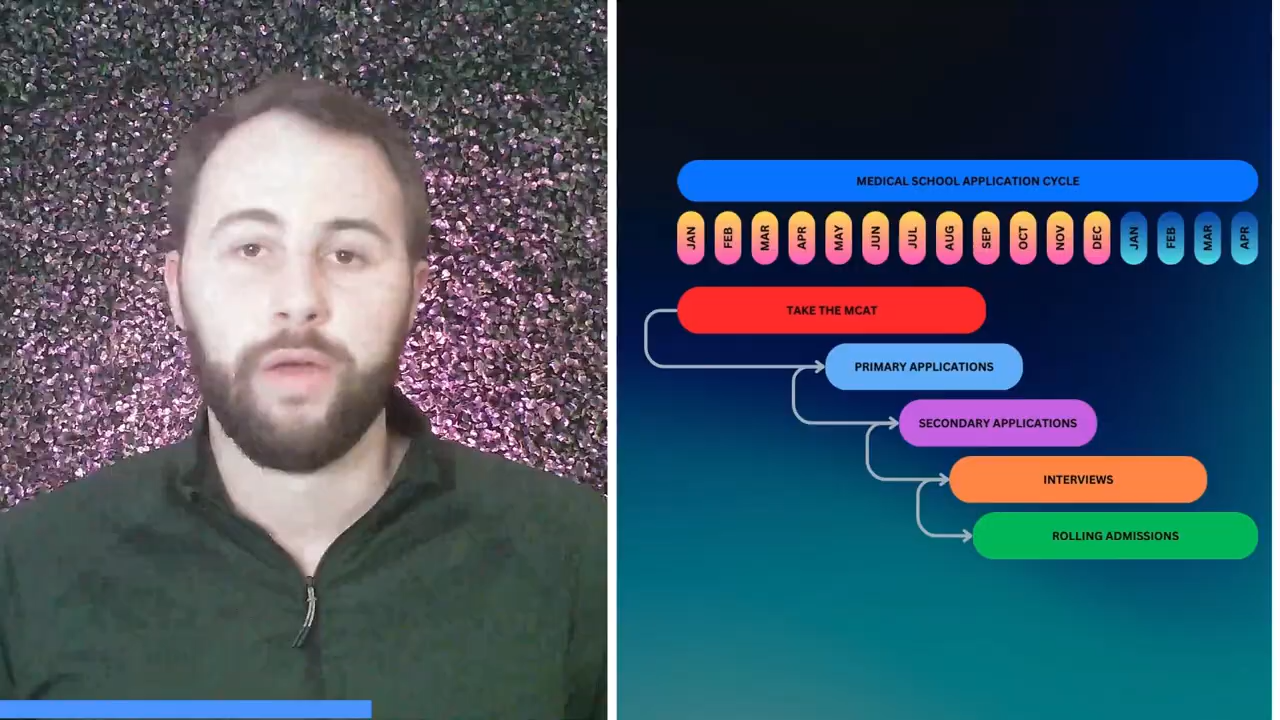 MEDICAL SCHOOL APPLICATION CYCLE
JAN FEB MAR APR MAY JUN JUL AUG SEP OCT NOV DEC JAN FEB MAR APR
TAKE THE MCAT
PRIMARY APPLICATIONS
SECONDARY APPLICATIONS
INTERVIEWS
ROLLING ADMISSIONS